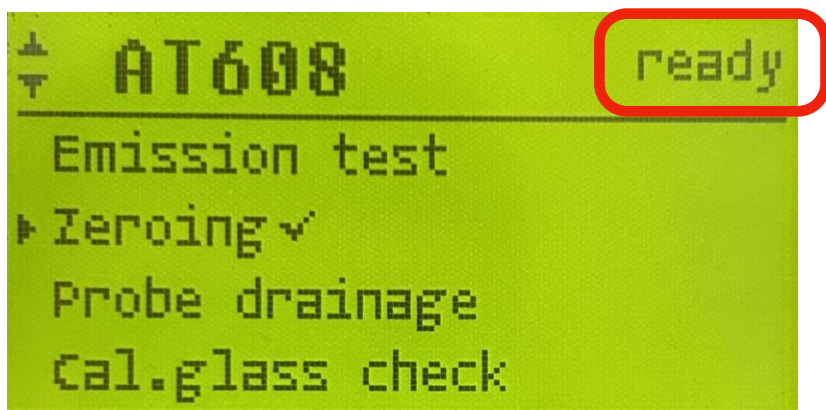 AT608 ready
Emission test
Zeroing ✓
Probe drainage
Cal.glass check